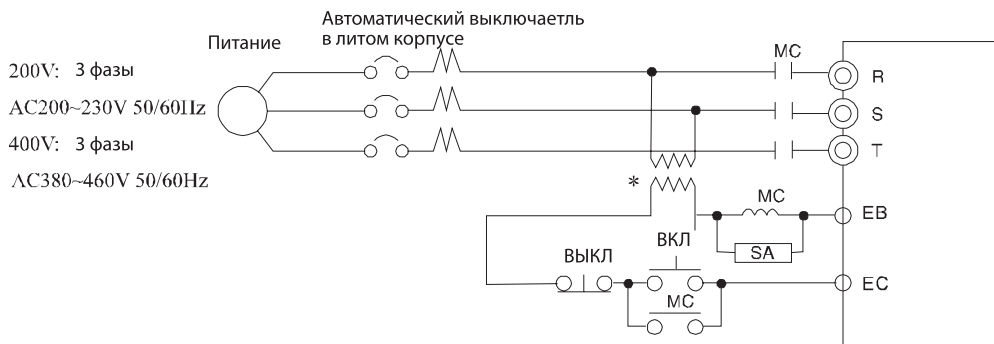 Автоматический выключаетль
в литом корпусе
Питание
200V: 3 фазы
AC200~230V 50/60Hz
400V: 3 фазы
AC380~460V 50/60Hz
MC
R
S
T
*
MC
EB
SA
ВКЛ
ВЫКЛ
EC
MC